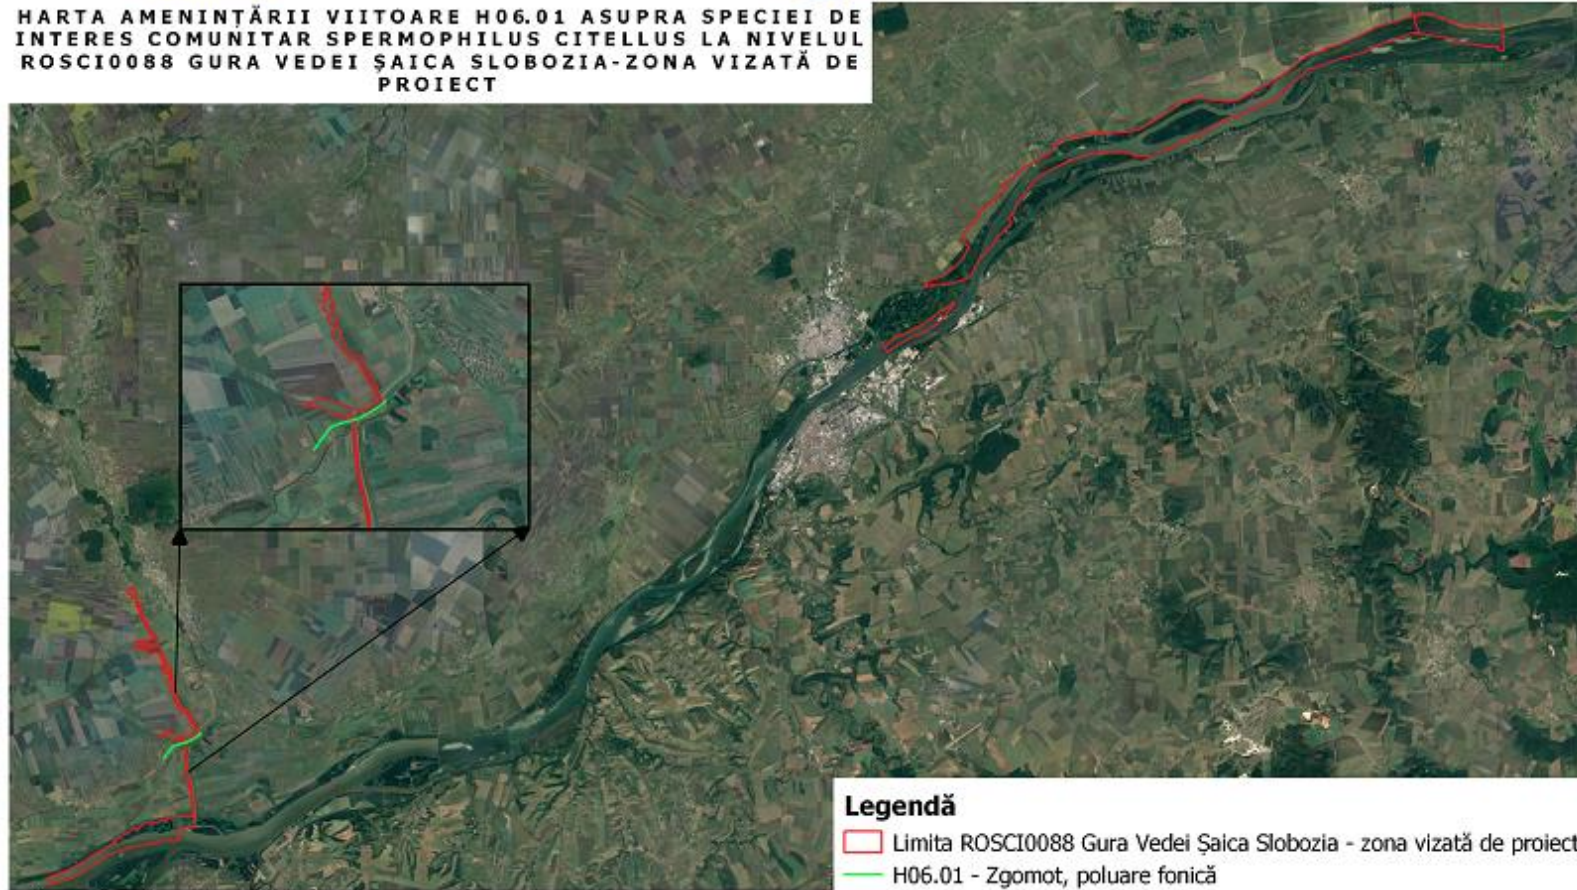 HARTA AMENINȚĂRII VIITOARE H06.01 ASUPRA SPECIEI DE
INTERES COMUNITAR SPERMOPHILUS CITELLUS LA NIVELUL
ROSCI0088 GURA VEDEI ȘAICA SLOBOZIA-ZONA VIZATĂ DE
PROIECT
Legendă
Limita ROSCI0088 Gura Vedei Șaica Slobozia - zona vizată de proiect
H06.01 - Zgomot, poluare fonică